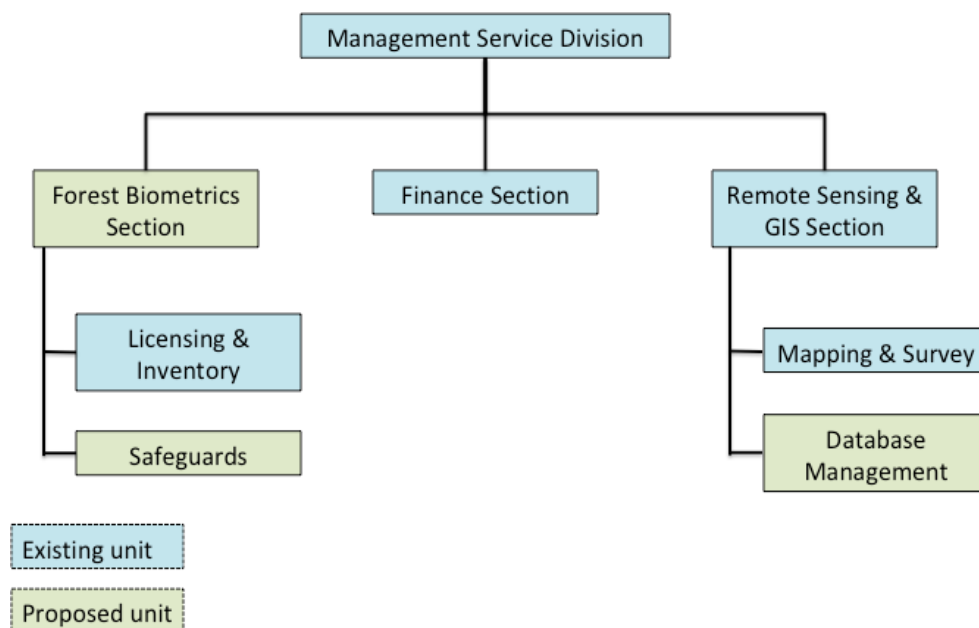 Management Service Division
Forest Biometrics
Section
Finance Section
Remote Sensing &
GIS Section
Licensing &
Inventory
Mapping & Survey
Safeguards
Database
Management
Existing unit
Proposed unit